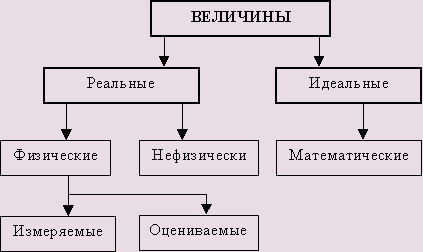 ВЕЛИЧИНЫ
Реальные
Идеальные
Физические
Нефизически
Математические
Измеряемые
Оцениваемые